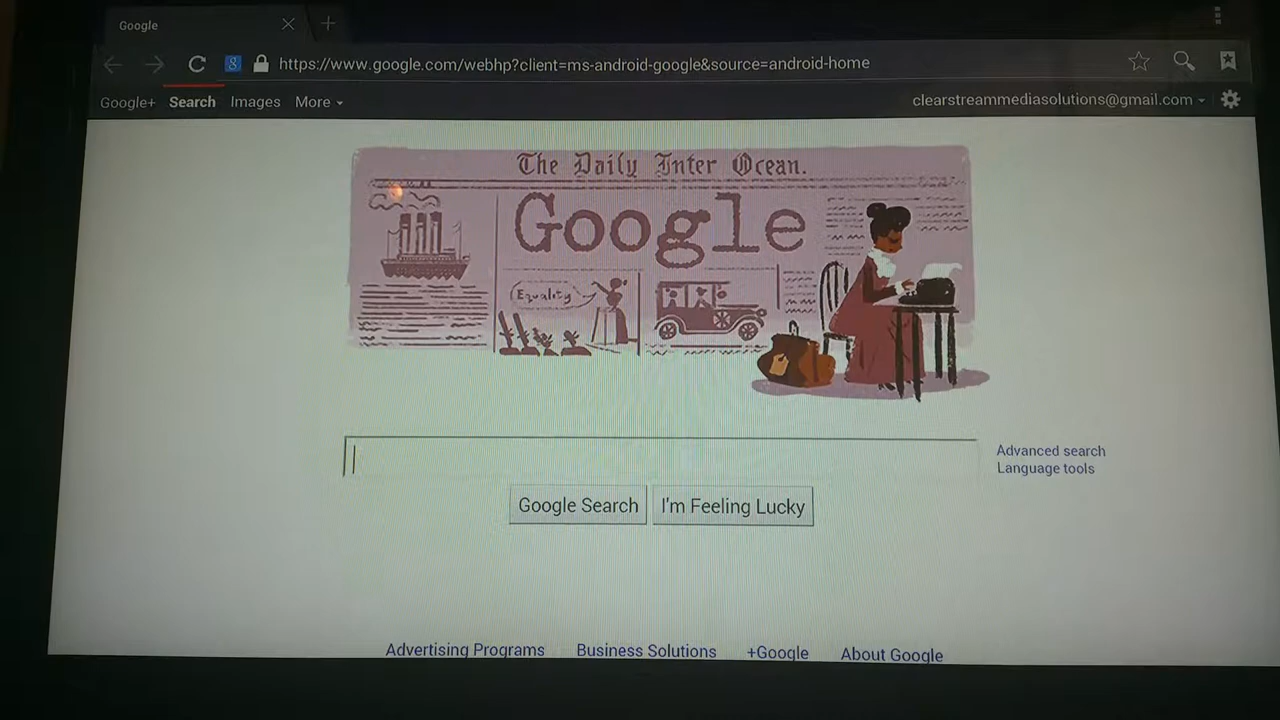 Google
https://www.google.com/webhp?client=ms-android-google&source=android-home
Google+ Search Images More
clearstreammediasolutions@gmail.com
The Daily Inter Ocean.
Google
Equality
Advanced search
Language tools
Google Search I'm Feeling Lucky
Advertising Programs Business Solutions +Google About Google